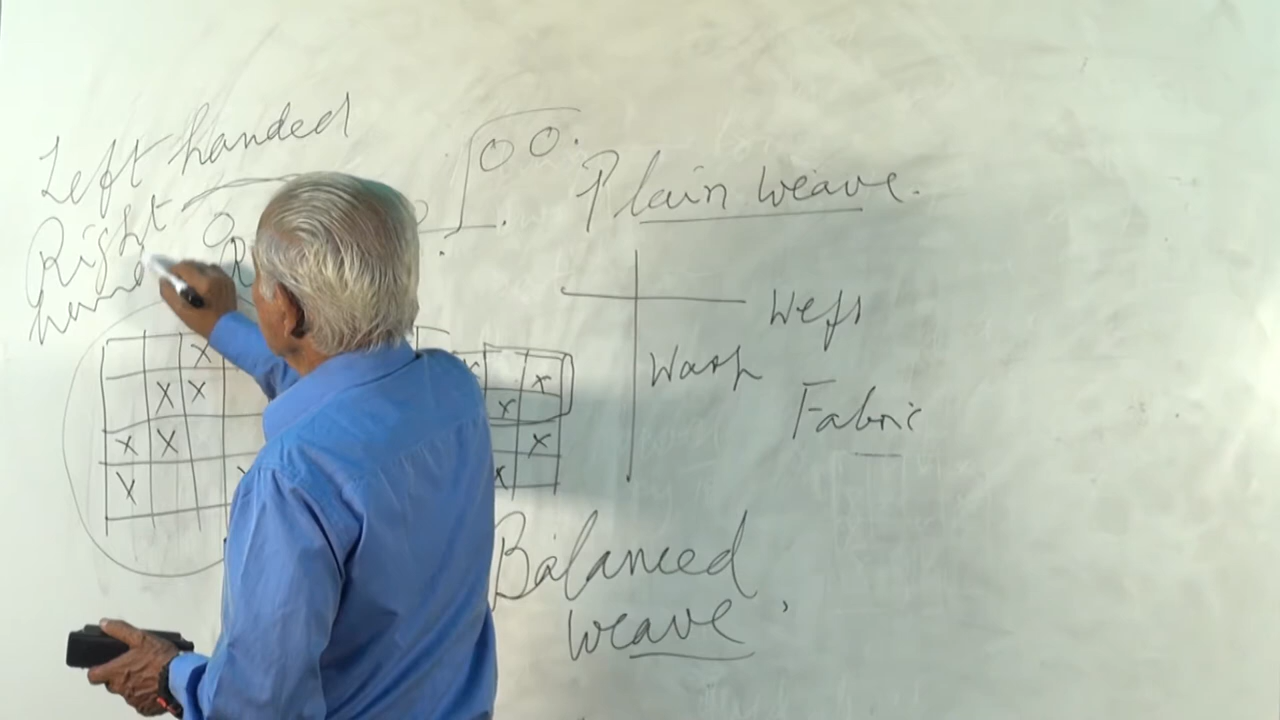 Left handed
Right
hand
Plain weave.
Weft
Warp
Fabric
X
X X
X X
X
X
X
X
Balanced
weave